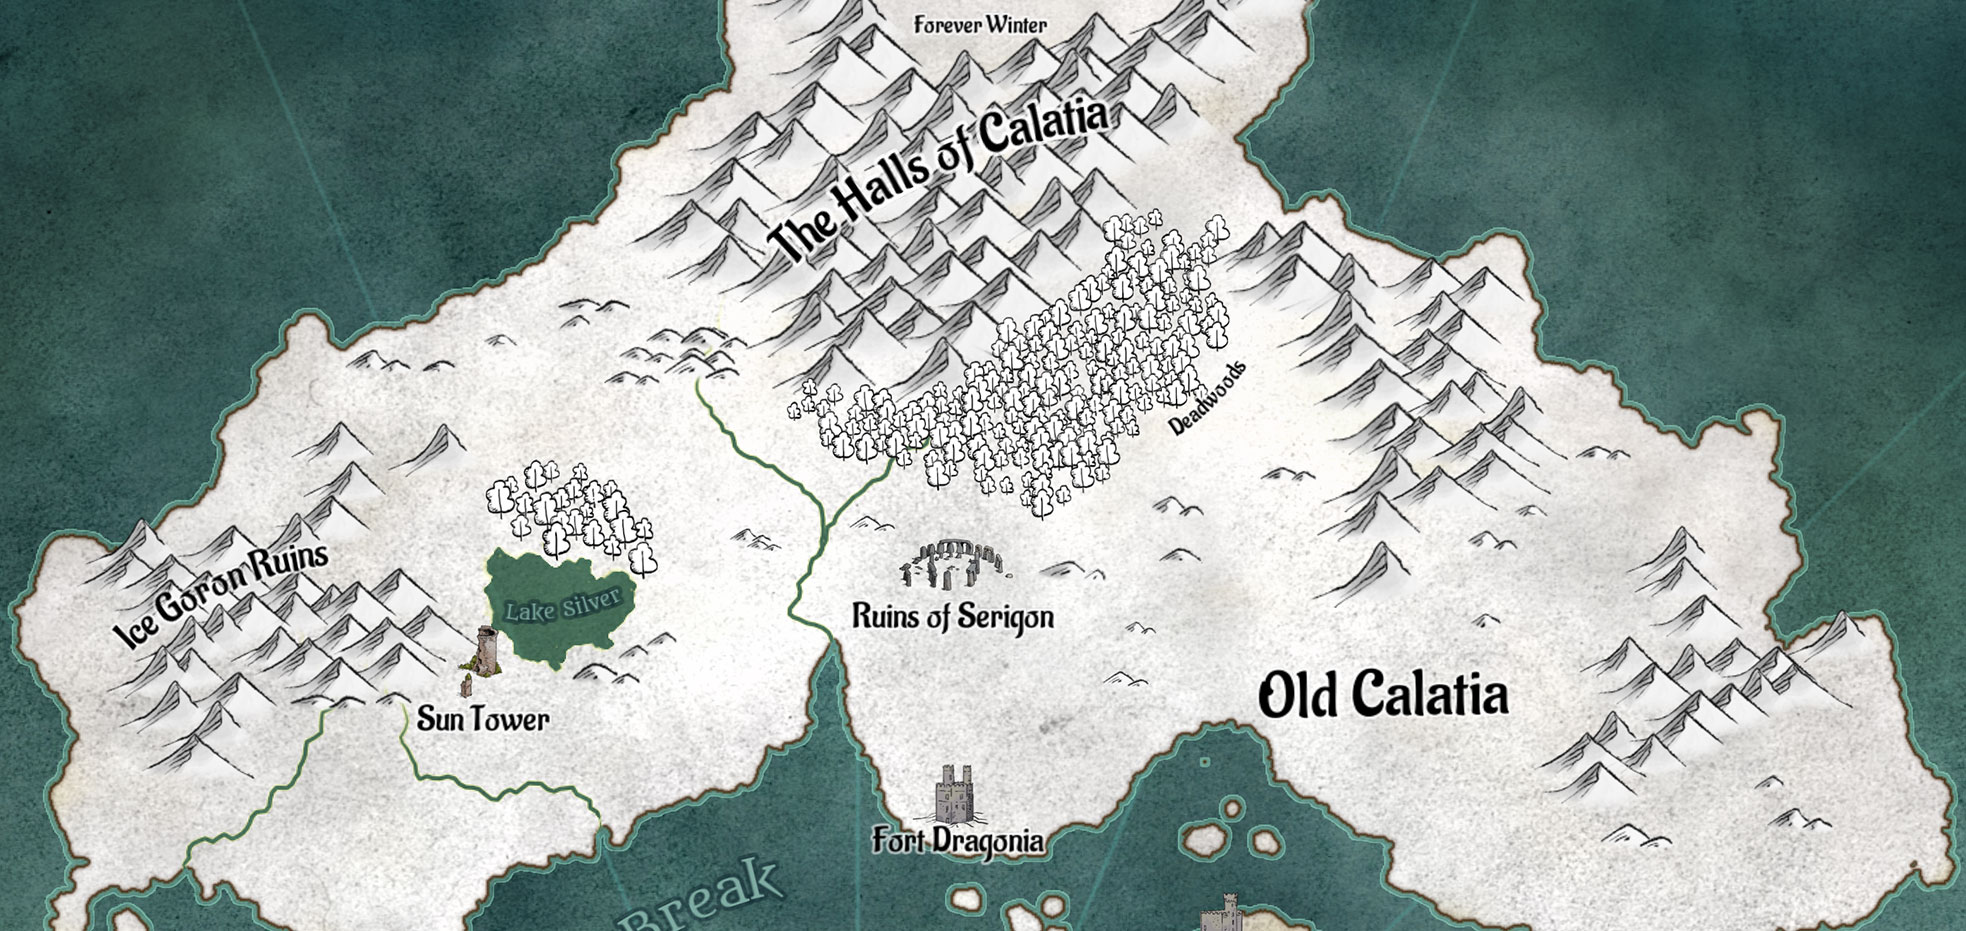 Forever Winter
The Halls of Calatia
Deadwoods
Ice Goron Ruins
Lake Silver
Ruins of Serigon
Old Calatia
Sun Tower
Fort Dragonia
Break